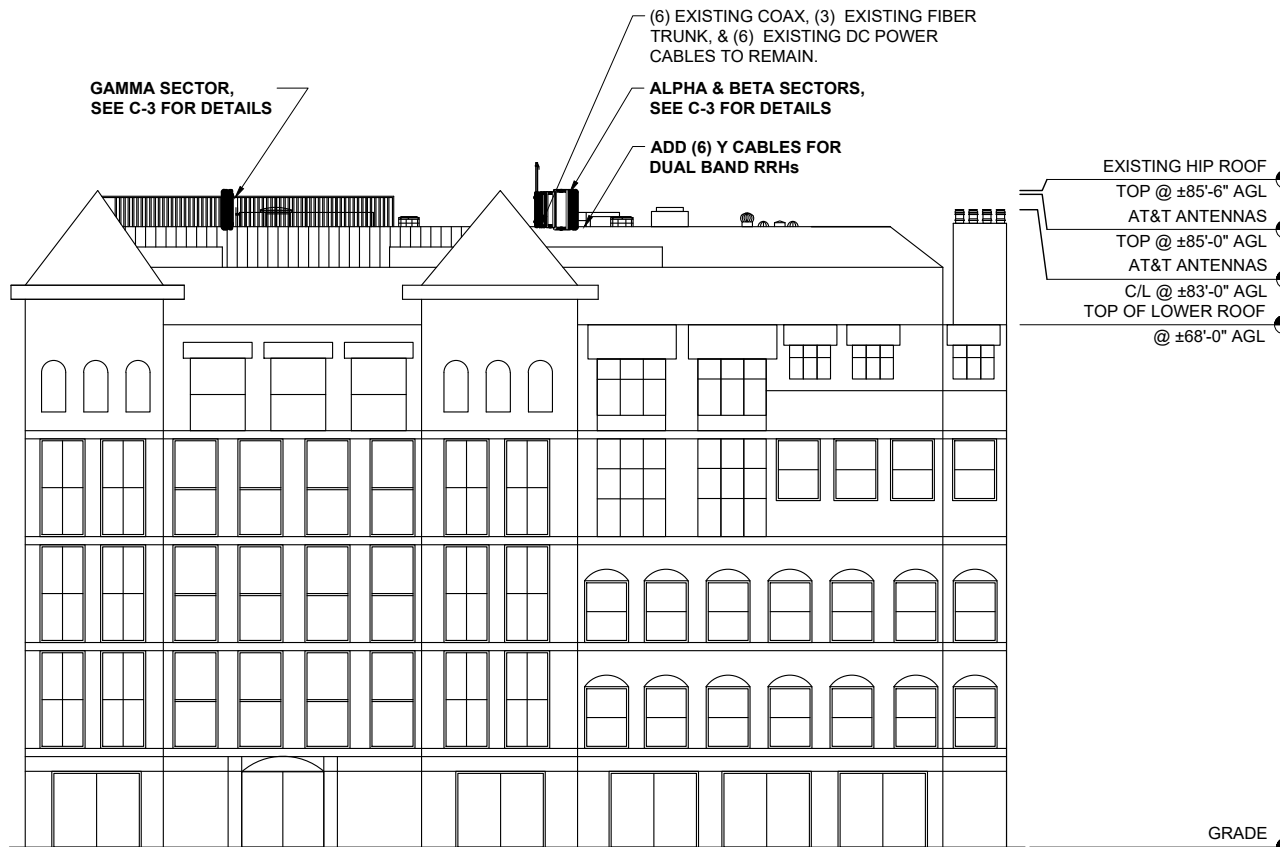 (6) EXISTING COAX, (3) EXISTING FIBER
TRUNK, & (6) EXISTING DC POWER
CABLES TO REMAIN.
GAMMA SECTOR,
SEE C-3 FOR DETAILS
ALPHA & BETA SECTORS,
SEE C-3 FOR DETAILS
ADD (6) Y CABLES FOR
DUAL BAND RRHs
EXISTING HIP ROOF
TOP @ ±85'-6" AGL
AT&T ANTENNAS
TOP @ ±85'-0" AGL
AT&T ANTENNAS
C/L @ ±83'-0" AGL
TOP OF LOWER ROOF
@ ±68'-0" AGL
GRADE